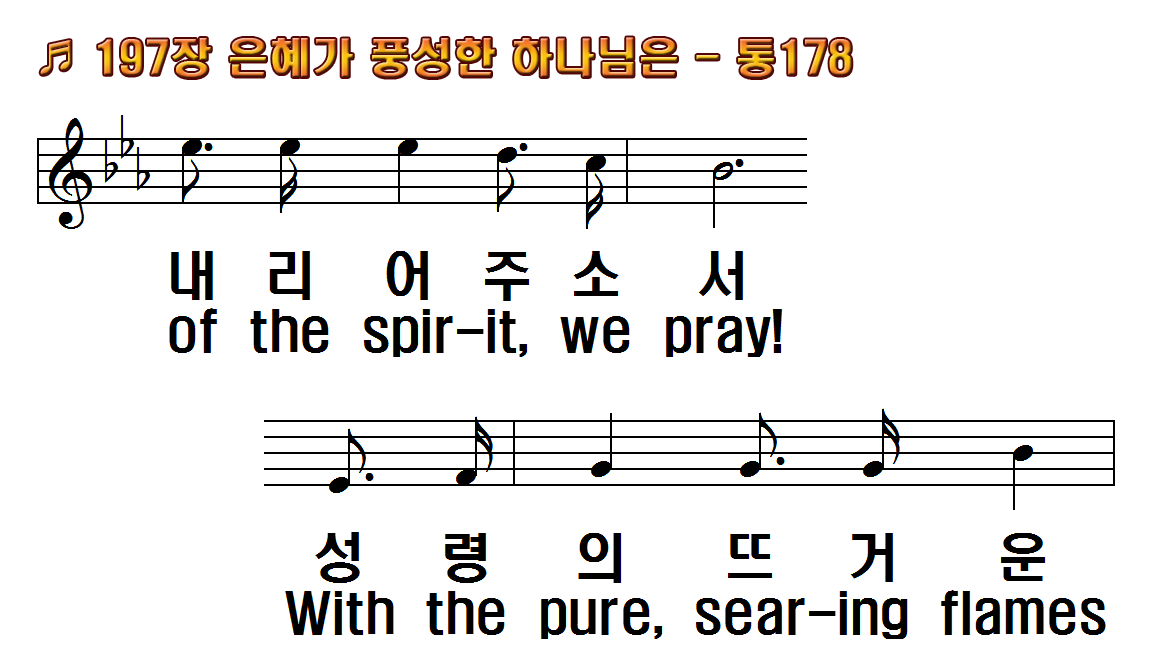 ♬ 197장 은혜가 풍성한 하나님은 - 통178
내 리 어 주 소 서
of the spir-it, we pray!
성 령 의 뜨 거 운
With the pure, sear-ing flames